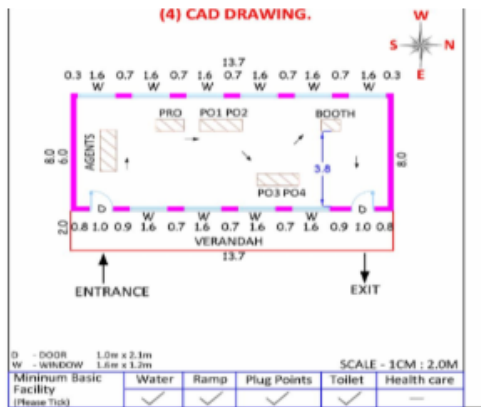 (4) CAD DRAWING.
W
S N
E
13.7
0.3 1.6 0.7 1.6 0.7 1.6 0.7 1.6 0.7 1.6 0.7 1.6 0.3
W W W W W W
PRO PO1 PO2 BOOTH
AGENTS
8.0
6.0
3.8
8.0
PO3 PO4
D D
2.0
W W W
0.8 1.0 0.9 1.6 0.7 1.6 0.7 1.6 0.7 1.6 0.9 1.0 0.8
VERANDAH
13.7
ENTRANCE EXIT
D - DOOR 1.0m x 2.1m
W - WINDOW 1.6m x 1.2m
SCALE - 1CM : 2.0M
Mininum Basic Facility (Please Tick) Water Ramp Plug Points Toilet Health care